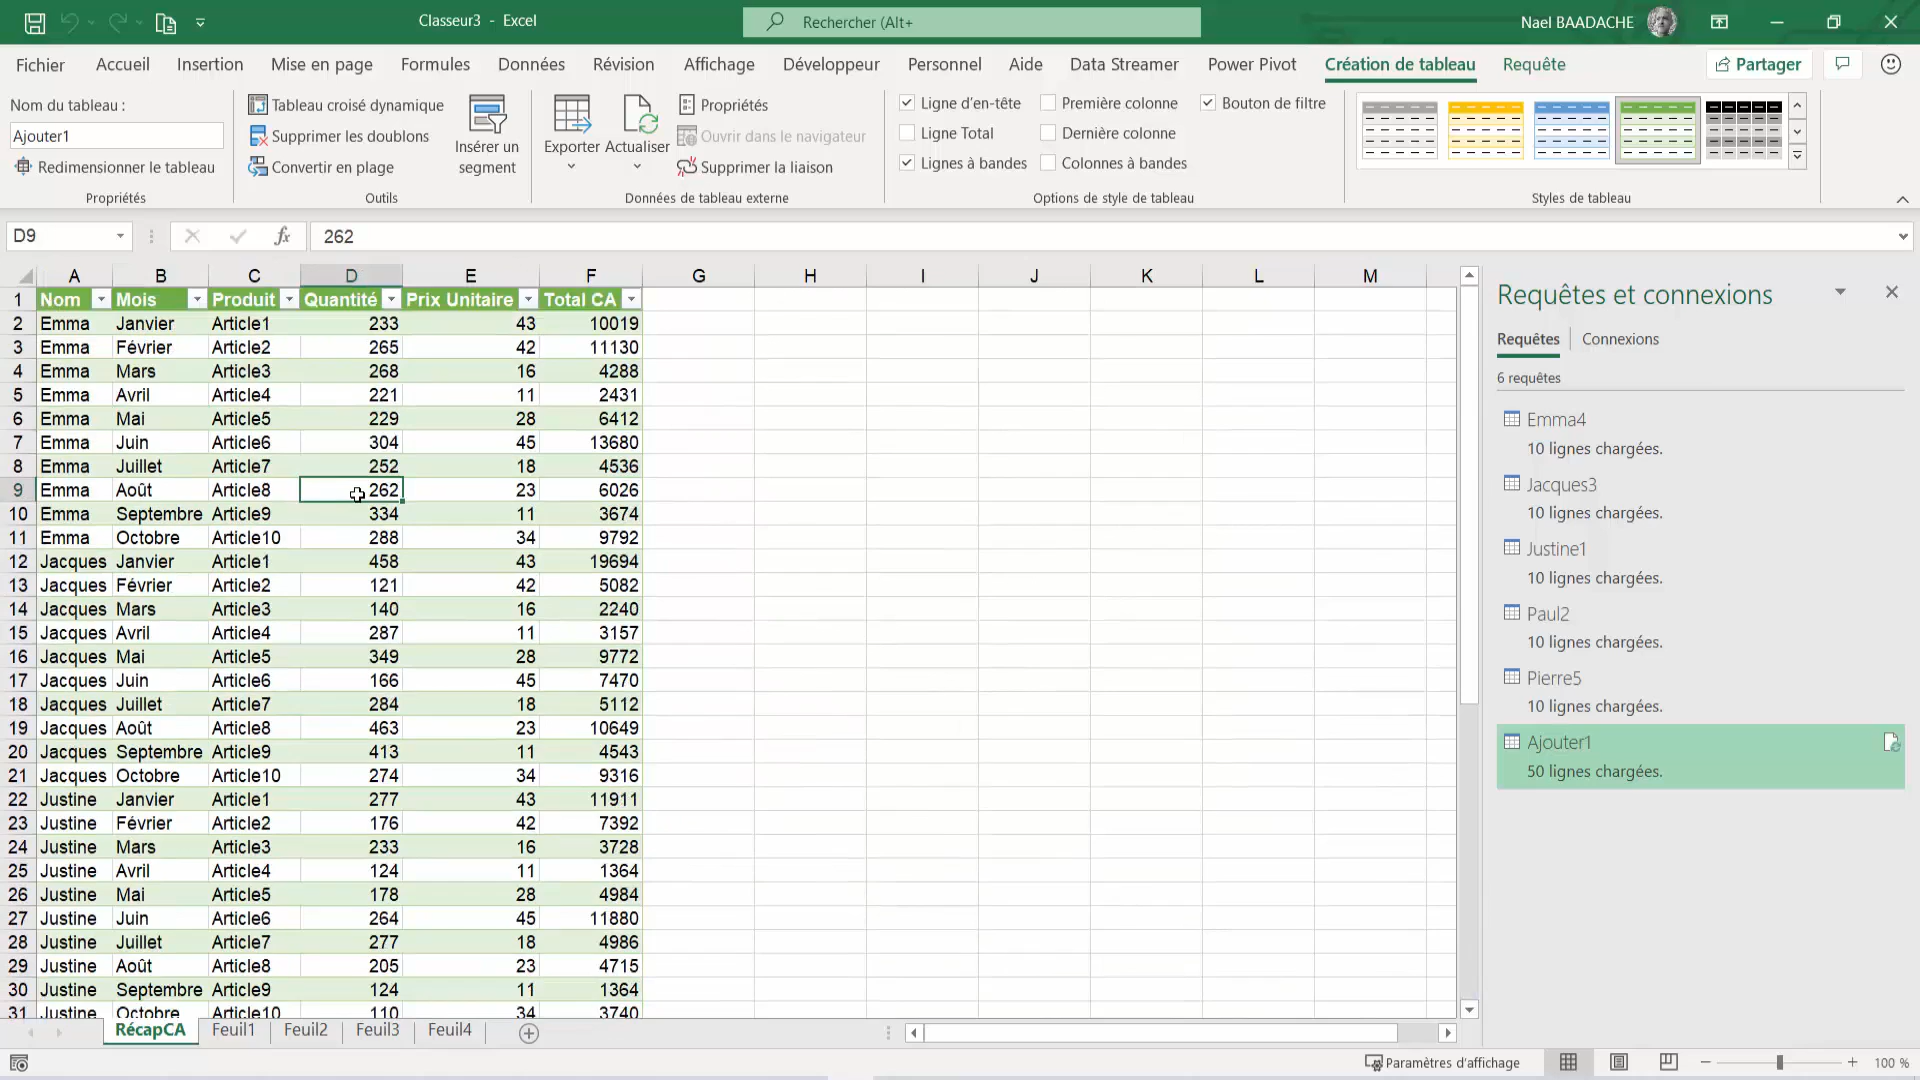 Classeur3 - Excel
Rechercher (Alt+
Nael BAADACHE
Fichier Accueil Insertion Mise en page Formules Données Révision Affichage Développeur Personnel Aide Data Streamer Power Pivot Création de tableau Requête Partager
Nom du tableau :
Ajouter1
Redimensionner le tableau
Propriétés
Tableau croisé dynamique
Supprimer les doublons
Convertir en plage
Insérer un
segment
Outils
Exporter
Actualiser
Propriétés
Ouvrir dans le navigateur
Supprimer la liaison
Données de tableau externe
Ligne d'en-tête Première colonne Bouton de filtre
Ligne Total Dernière colonne
Lignes à bandes Colonnes à bandes
Options de style de tableau
Styles de tableau
D9 fx 262
A B C D E F G H I J K L M
1 Nom Mois Produit Quantité Prix Unitaire Total CA
2 Emma Janvier Article1 233 43 10019
3 Emma Février Article2 265 42 11130
4 Emma Mars Article3 268 16 4288
5 Emma Avril Article4 221 11 2431
6 Emma Mai Article5 229 28 6412
7 Emma Juin Article6 304 45 13680
8 Emma Juillet Article7 252 18 4536
9 Emma Août Article8 262 23 6026
10 Emma Septembre Article9 334 11 3674
11 Emma Octobre Article10 288 34 9792
12 Jacques Janvier Article1 458 43 19694
13 Jacques Février Article2 121 42 5082
14 Jacques Mars Article3 140 16 2240
15 Jacques Avril Article4 287 11 3157
16 Jacques Mai Article5 349 28 9772
17 Jacques Juin Article6 166 45 7470
18 Jacques Juillet Article7 284 18 5112
19 Jacques Août Article8 463 23 10649
20 Jacques Septembre Article9 413 11 4543
21 Jacques Octobre Article10 274 34 9316
22 Justine Janvier Article1 277 43 11911
23 Justine Février Article2 176 42 7392
24 Justine Mars Article3 233 16 3728
25 Justine Avril Article4 124 11 1364
26 Justine Mai Article5 178 28 4984
27 Justine Juin Article6 264 45 11880
28 Justine Juillet Article7 277 18 4986
29 Justine Août Article8 205 23 4715
30 Justine Septembre Article9 124 11 1364
31 Justine Octobre Article10 110 34 3740
Requêtes et connexions
Requêtes Connexions
6 requêtes
Emma4
10 lignes chargées.
Jacques3
10 lignes chargées.
Justine1
10 lignes chargées.
Paul2
10 lignes chargées.
Pierre5
10 lignes chargées.
Ajouter1
50 lignes chargées.
RécapCA Feuil1 Feuil2 Feuil3 Feuil4
Paramètres d'affichage 100 %